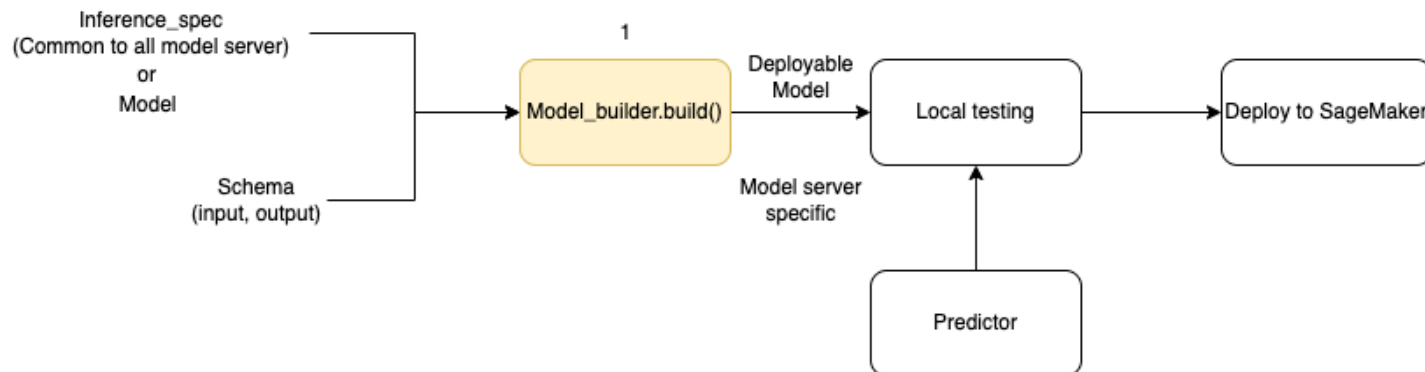 Inference_spec
(Common to all model server)
or
Model
Schema
(input, output)
1
Model_builder.build()
Deployable
Model
Model server
specific
Local testing
Predictor
Deploy to SageMaker